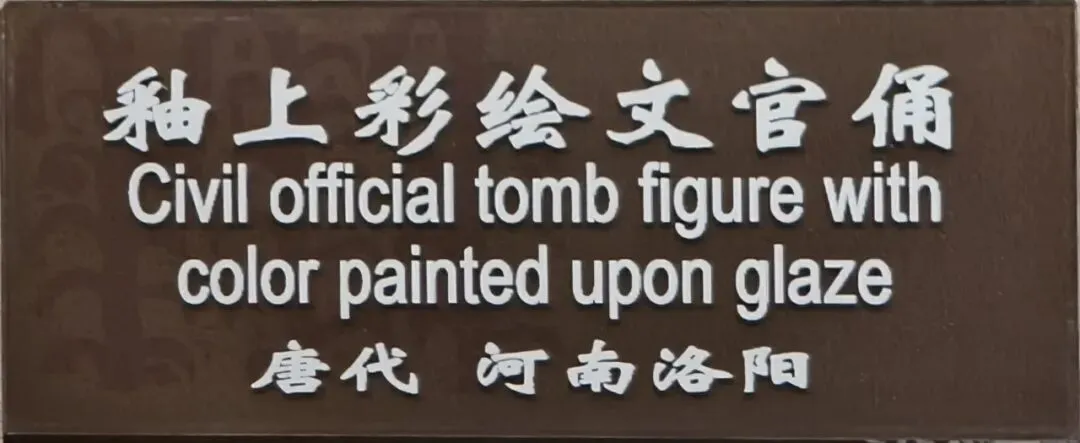 釉上彩绘文官俑
Civil official tomb figure with
color painted upon glaze
唐代 河南洛阳